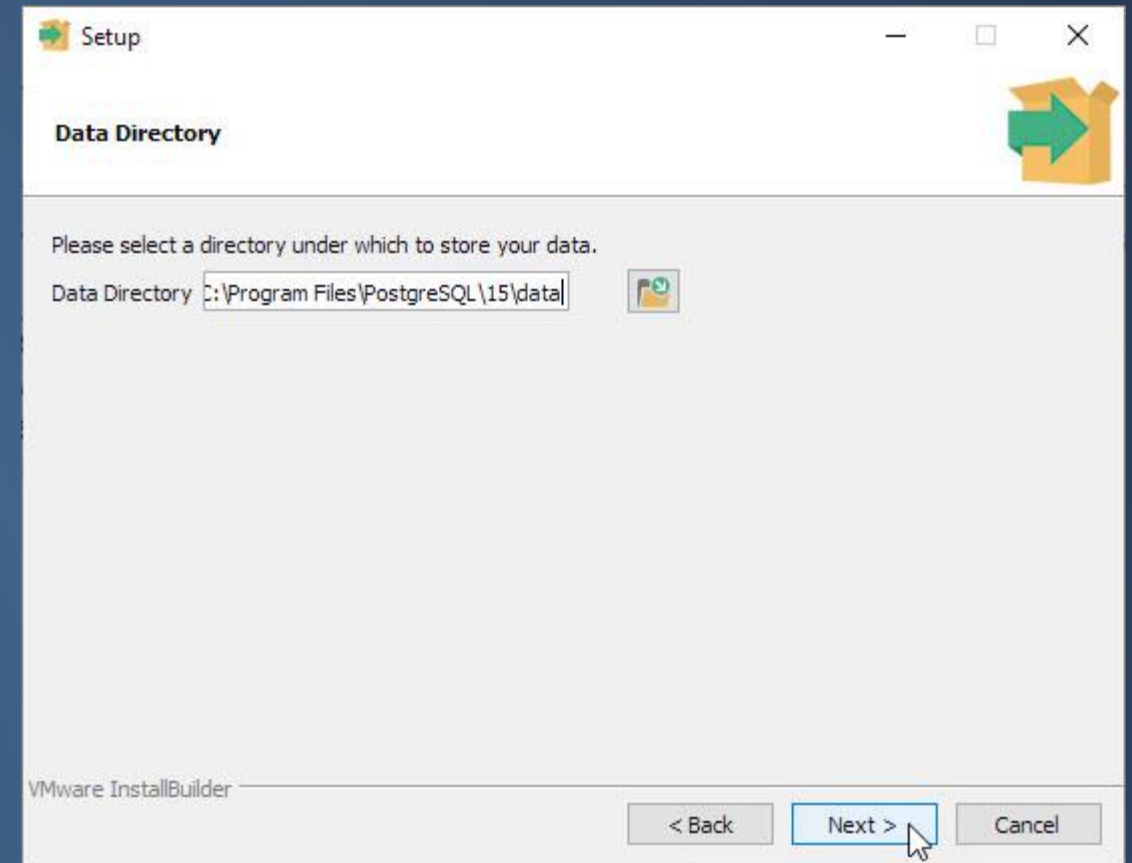 Setup
Data Directory
Please select a directory under which to store your data.
Data Directory C:\Program Files\PostgreSQL\15\data
VMware InstallBuilder
< Back Next > Cancel